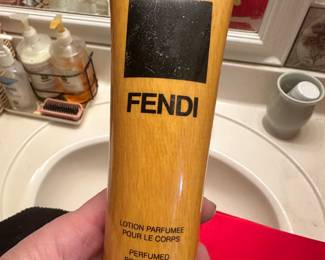 FENDI
LOTION PARFUMEE
POUR LE CORPS
PERFUMED